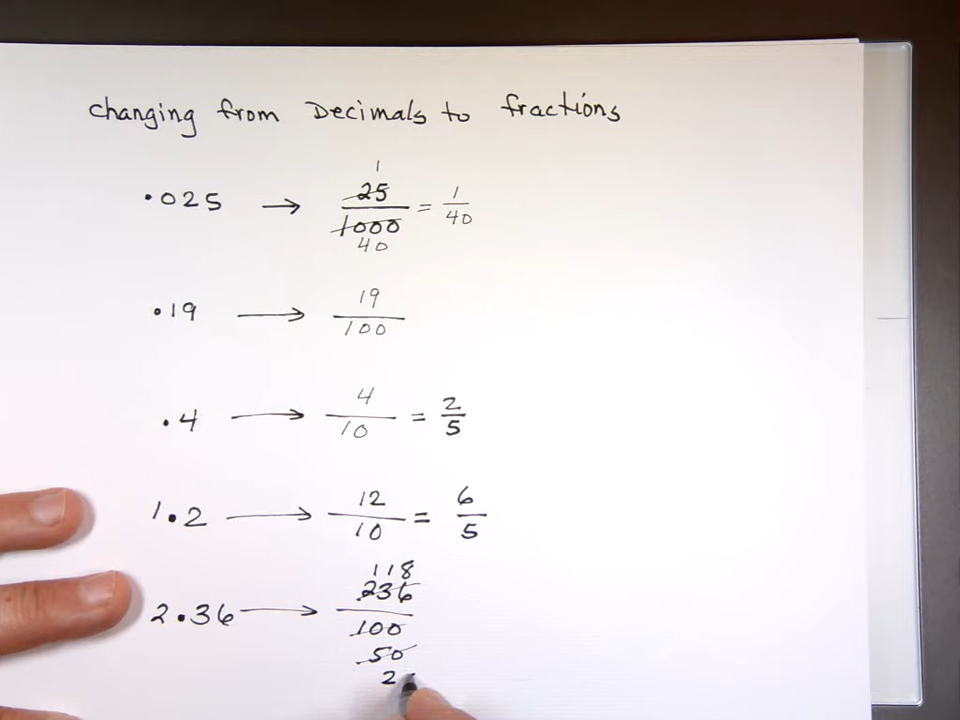 changing from Decimals to fractions
1
.025 → 25/1000 = 1/40
40
.19 → 19/100
.4 → 4/10 = 2/5
1.2 → 12/10 = 6/5
118
2.36 → 236/100
50
2